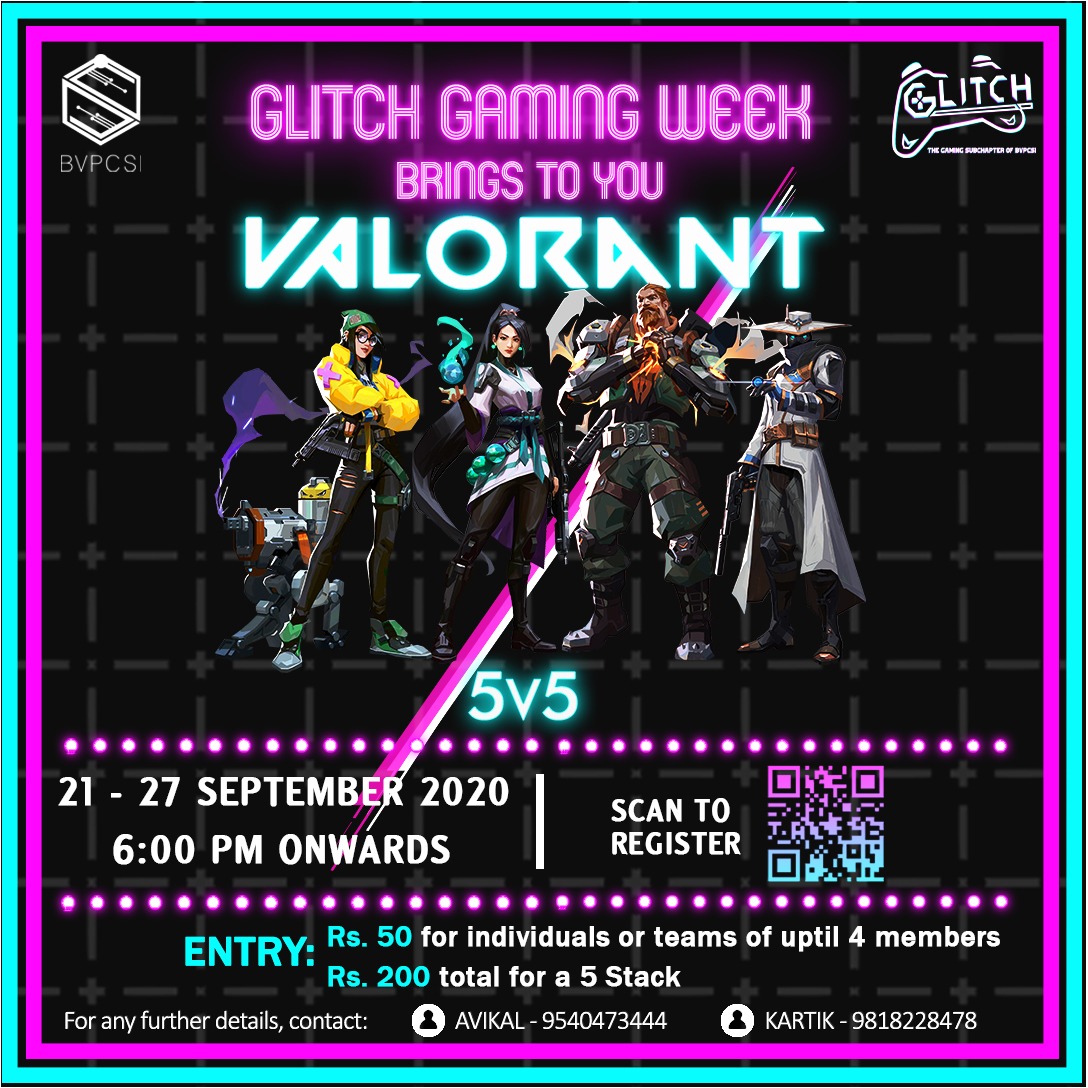 BVPCSI
GLITCH
THE GAMING SUBCHAPTER OF BVPCSI
GLITCH GAMING WEEK
BRINGS TO YOU
VALORANT
5v5
21 - 27 SEPTEMBER 2020
6:00 PM ONWARDS
SCAN TO
REGISTER
ENTRY:
Rs. 50 for individuals or teams of uptil 4 members
Rs. 200 total for a 5 Stack
For any further details, contact: AVIKAL - 9540473444 KARTIK - 9818228478